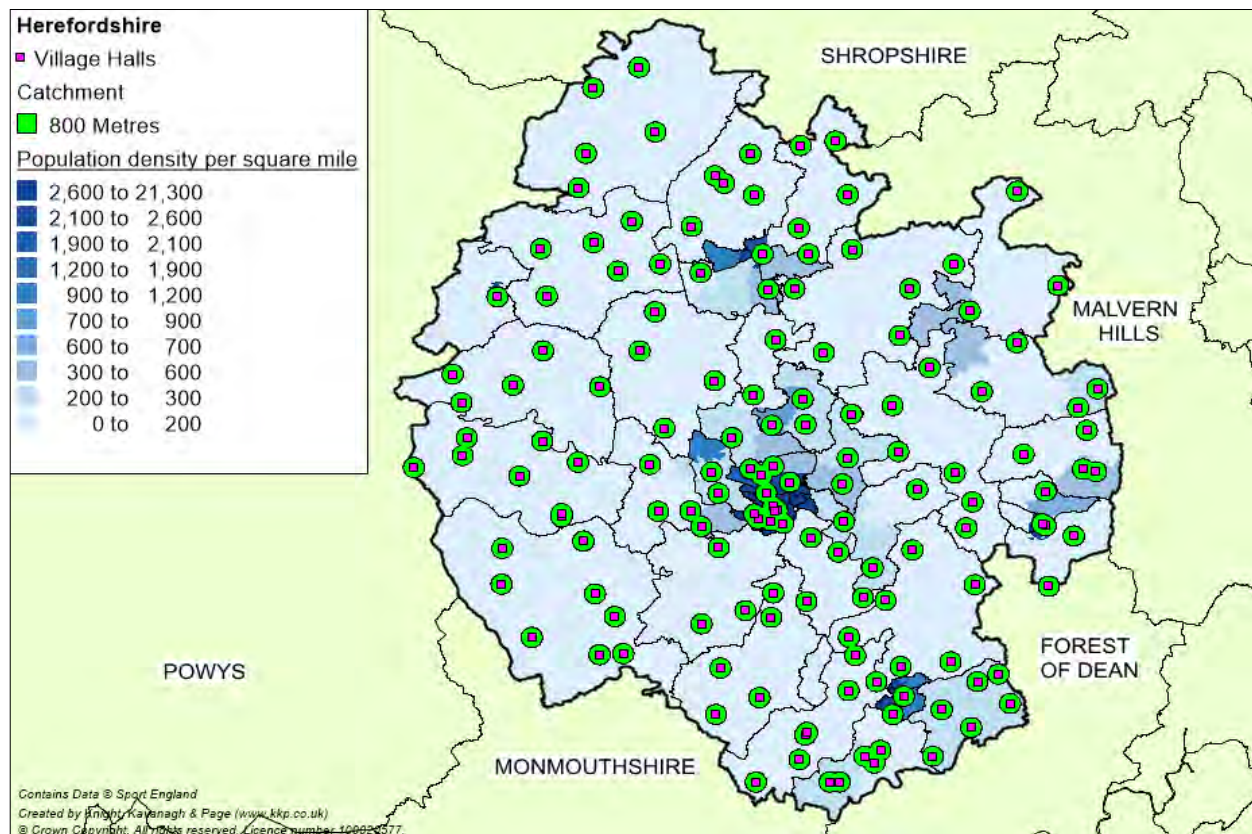 Herefordshire
Village Halls
Catchment
800 Metres
Population density per square mile
2,600 to 21,300
2,100 to 2,600
1,900 to 2,100
1,200 to 1,900
900 to 1,200
700 to 900
600 to 700
300 to 600
200 to 300
0 to 200
SHROPSHIRE
MALVERN
HILLS
FOREST
OF DEAN
POWYS
MONMOUTHSHIRE
Contains Data © Sport England
Created by Knight, Kavanagh & Page (www.kkp.co.uk)
© Crown Copyright. All rights reserved. Licence number